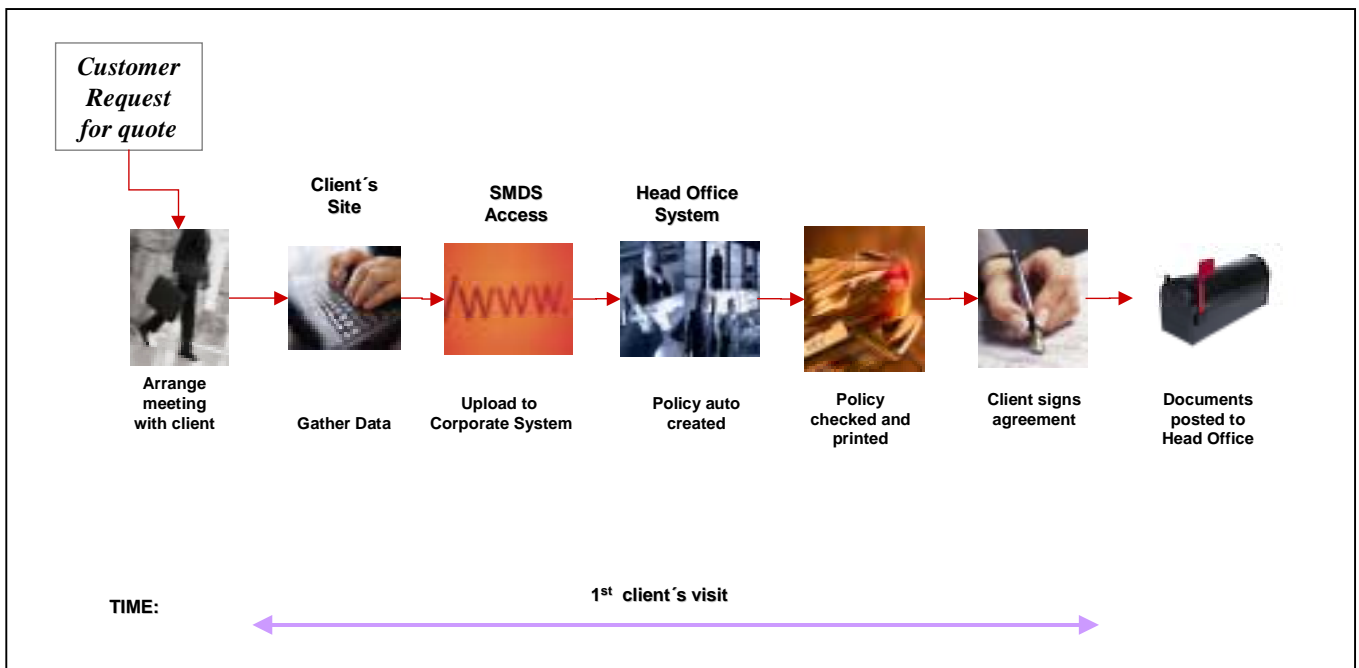 Customer
Request
for quote
Client´s
Site
SMDS
Access
Head Office
System
/www.
Arrange
meeting
with client
Gather Data
Upload to
Corporate System
Policy auto
created
Policy
checked and
printed
Client signs
agreement
Documents
posted to
Head Office
TIME:
1st client´s visit